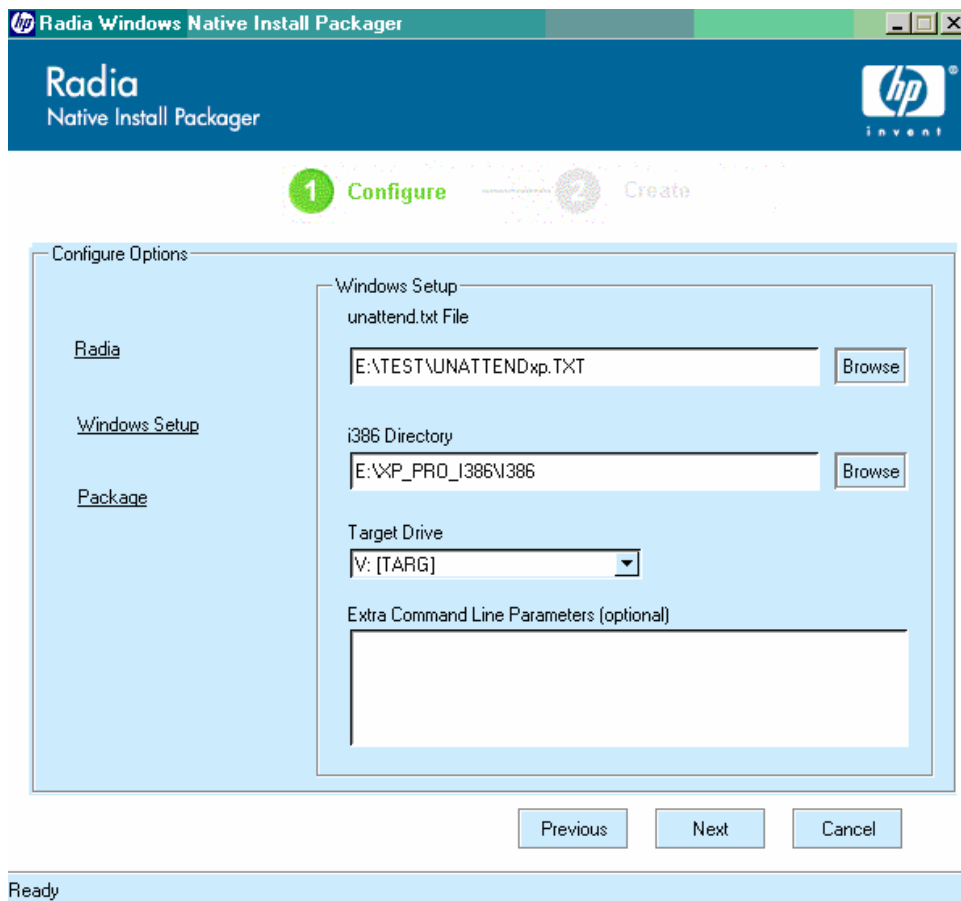 Radia Windows Native Install Packager
Radia
Native Install Packager
hp
invent
1 Configure 2 Create
Configure Options
Radia
Windows Setup
Package
Windows Setup
unattend.txt File
E:\TEST\UNATTENDxp.TXT
Browse
i386 Directory
E:\XP_PRO_I386\I386
Browse
Target Drive
V: [TARG]
Extra Command Line Parameters (optional)
Previous Next Cancel
Ready